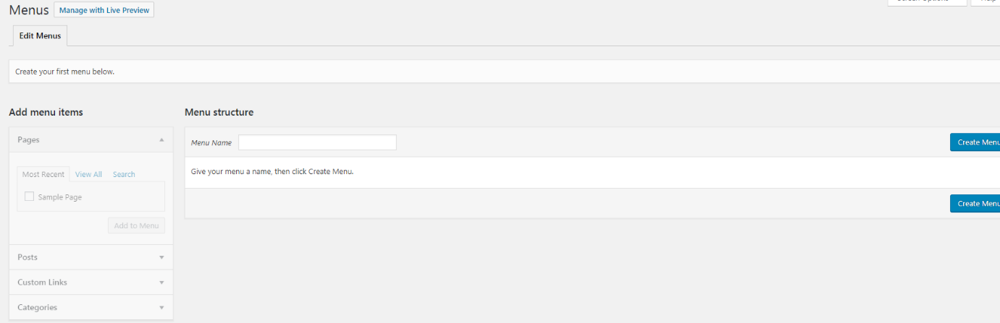 Menus
Manage with Live Preview
Edit Menus
Create your first menu below.
Add menu items
Pages
Most Recent View All Search
Sample Page
Add to Menu
Posts
Custom Links
Categories
Menu structure
Menu Name
Create Menu
Give your menu a name, then click Create Menu.
Create Menu